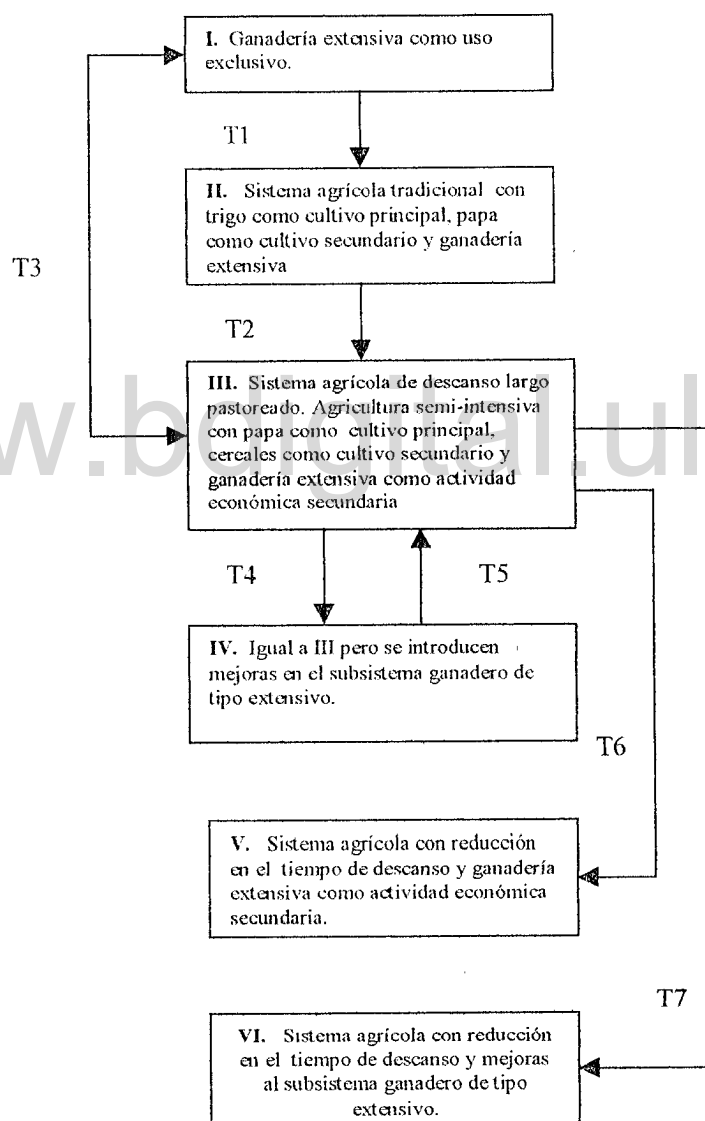 I. Ganadería extensiva como uso
exclusivo.
T1
II. Sistema agrícola tradicional con
trigo como cultivo principal, papa
como cultivo secundario y ganadería
extensiva
T3
T2
III. Sistema agrícola de descanso largo
pastoreado. Agricultura semi-intensiva
con papa como cultivo principal,
cereales como cultivo secundario y
ganadería extensiva como actividad
económica secundaria
w.bdigital.ul
T4
T5
IV. Igual a III pero se introducen
mejoras en el subsistema ganadero de
tipo extensivo.
T6
V. Sistema agrícola con reducción
en el tiempo de descanso y ganadería
extensiva como actividad económica
secundaria.
T7
VI. Sistema agrícola con reducción
en el tiempo de descanso y mejoras
al subsistema ganadero de tipo
extensivo.